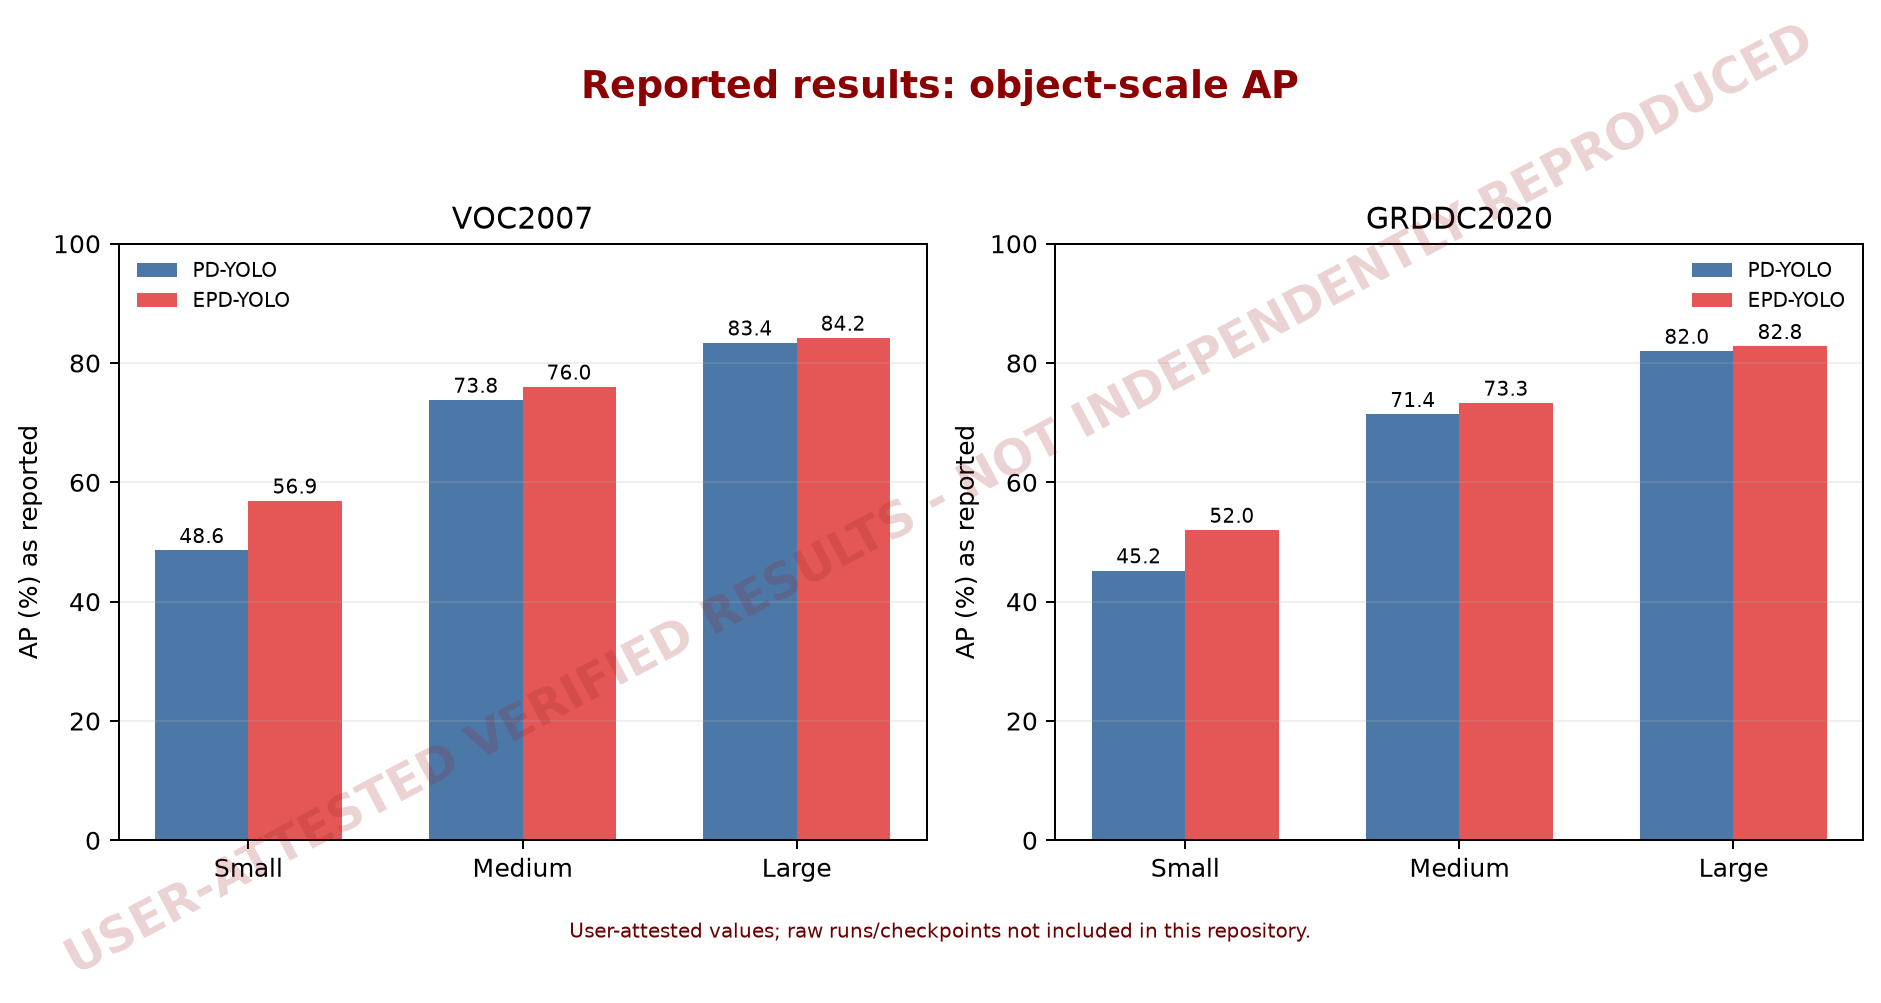 Reported results: object-scale AP
USER-ATTESTED VERIFIED RESULTS - NOT INDEPENDENTLY REPRODUCED
VOC2007
AP (%) as reported
100
80
60
40
20
0
PD-YOLO
EPD-YOLO
48.6
56.9
73.8
76.0
83.4
84.2
Small
Medium
Large
GRDDC2020
AP (%) as reported
100
80
60
40
20
0
PD-YOLO
EPD-YOLO
45.2
52.0
71.4
73.3
82.0
82.8
Small
Medium
Large
User-attested values; raw runs/checkpoints not included in this repository.